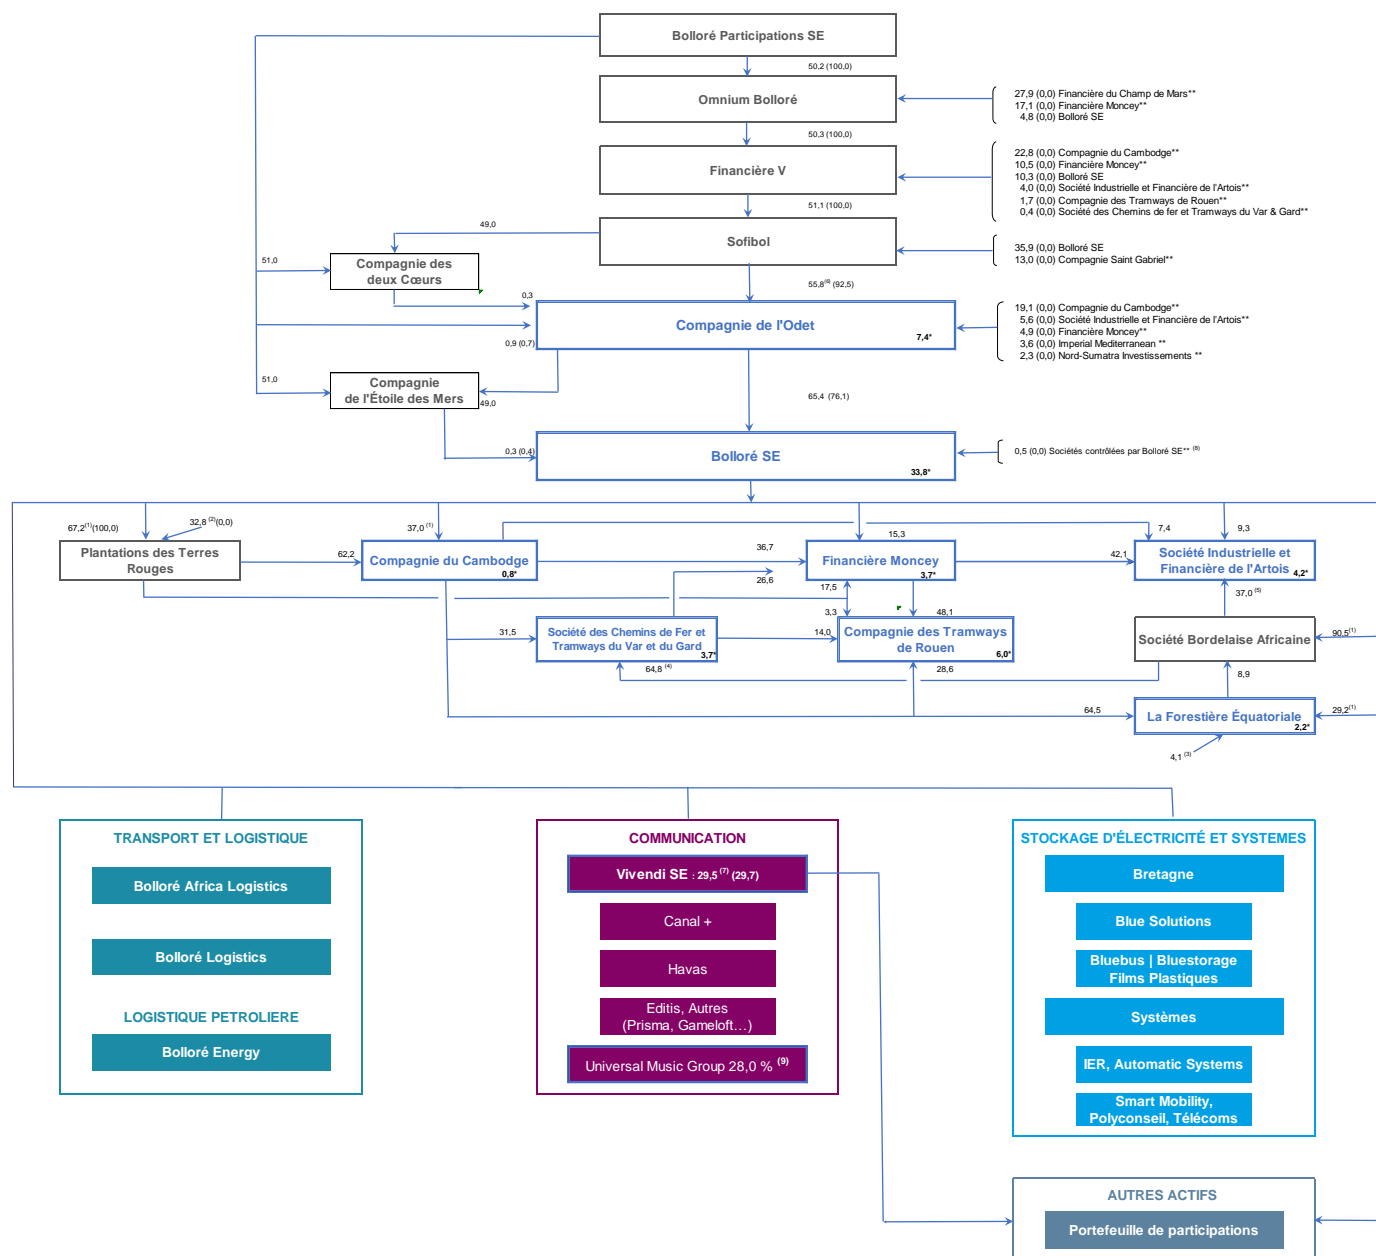 Bolloré Participations SE
50,2 (100,0)
Omnium Bolloré
27,9 (0,0) Financière du Champ de Mars**
17,1 (0,0) Financière Moncey**
4,8 (0,0) Bolloré SE
50,3 (100,0)
Financière V
22,8 (0,0) Compagnie du Cambodge**
10,5 (0,0) Financière Moncey**
10,3 (0,0) Bolloré SE
4,0 (0,0) Société Industrielle et Financière de l'Artois**
1,7 (0,0) Compagnie des Tramways de Rouen**
0,4 (0,0) Société des Chemins de fer et Tramways du Var & Gard**
51,1 (100,0)
49,0
Sofibol
35,9 (0,0) Bolloré SE
13,0 (0,0) Compagnie Saint Gabriel**
51,0
Compagnie des
deux Cœurs
55,8(6) (92,5)
0,3
Compagnie de l'Odet
7,4*
19,1 (0,0) Compagnie du Cambodge**
5,6 (0,0) Société Industrielle et Financière de l'Artois**
4,9 (0,0) Financière Moncey**
3,6 (0,0) Imperial Mediterranean **
2,3 (0,0) Nord-Sumatra Investissements **
0,9 (0,7)
51,0
Compagnie
de l'Étoile des Mers
49,0
65,4 (76,1)
0,3 (0,4)
Bolloré SE
33,8*
0,5 (0,0) Sociétés contrôlées par Bolloré SE** (8)
67,2(1)(100,0)
32,8 (2)(0,0)
37,0 (1)
15,3
7,4
9,3
Plantations des Terres
Rouges
62,2
Compagnie du Cambodge
0,8*
36,7
26,6
Financière Moncey
3,7*
42,1
Société Industrielle et
Financière de l'Artois
4,2*
17,5
37,0 (5)
3,3
48,1
31,5
Société des Chemins de Fer et
Tramways du Var et du Gard
3,7*
14,0
Compagnie des Tramways
de Rouen
6,0*
Société Bordelaise Africaine
90,5(1)
64,8 (4)
28,6
8,9
64,5
La Forestière Équatoriale
2,2*
29,2(1)
4,1 (3)
TRANSPORT ET LOGISTIQUE
Bolloré Africa Logistics
Bolloré Logistics
LOGISTIQUE PETROLIERE
Bolloré Energy
COMMUNICATION
Vivendi SE : 29,5 (7) (29,7)
Canal +
Havas
Editis, Autres
(Prisma, Gameloft…)
Universal Music Group 28,0 % (9)
STOCKAGE D'ÉLECTRICITÉ ET SYSTEMES
Bretagne
Blue Solutions
Bluebus | Bluestorage
Films Plastiques
Systèmes
IER, Automatic Systems
Smart Mobility,
Polyconseil, Télécoms
AUTRES ACTIFS
Portefeuille de participations